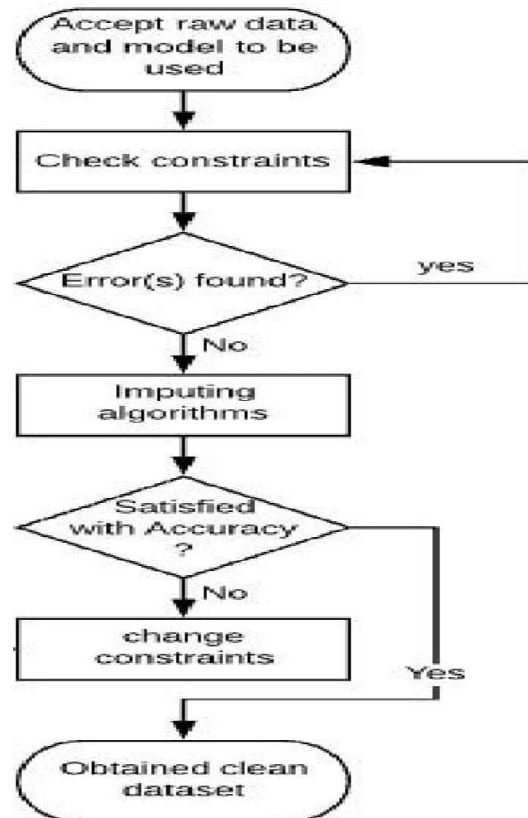 Accept raw data
and model to be
used
Check constraints
Error(s) found?
yes
No
Imputing
algorithms
Satisfied
with Accuracy
?
No
change
constraints
Yes
Obtained clean
dataset